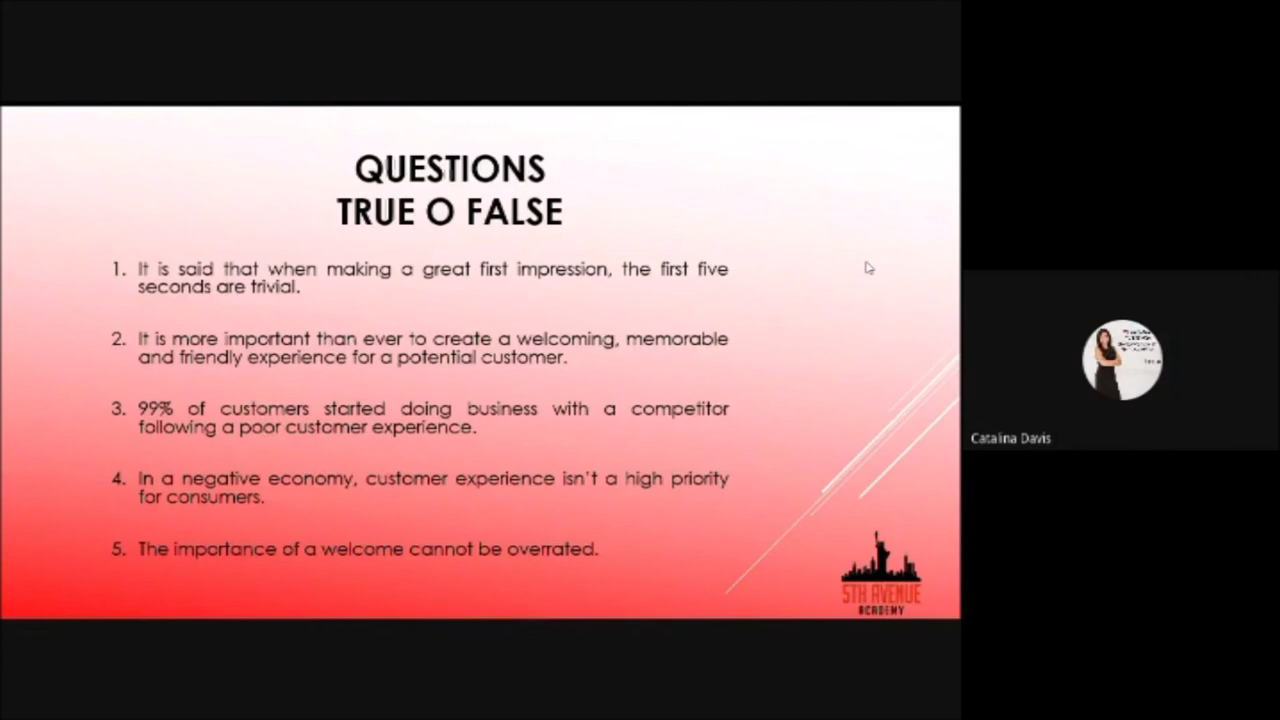 QUESTIONS
TRUE O FALSE
1. It is said that when making a great first impression, the first five
seconds are trivial.
2. It is more important than ever to create a welcoming, memorable
and friendly experience for a potential customer.
3. 99% of customers started doing business with a competitor
following a poor customer experience.
4. In a negative economy, customer experience isn't a high priority
for consumers.
5. The importance of a welcome cannot be overrated.
5TH AVENUE
ACADEMY
Catalina Davis